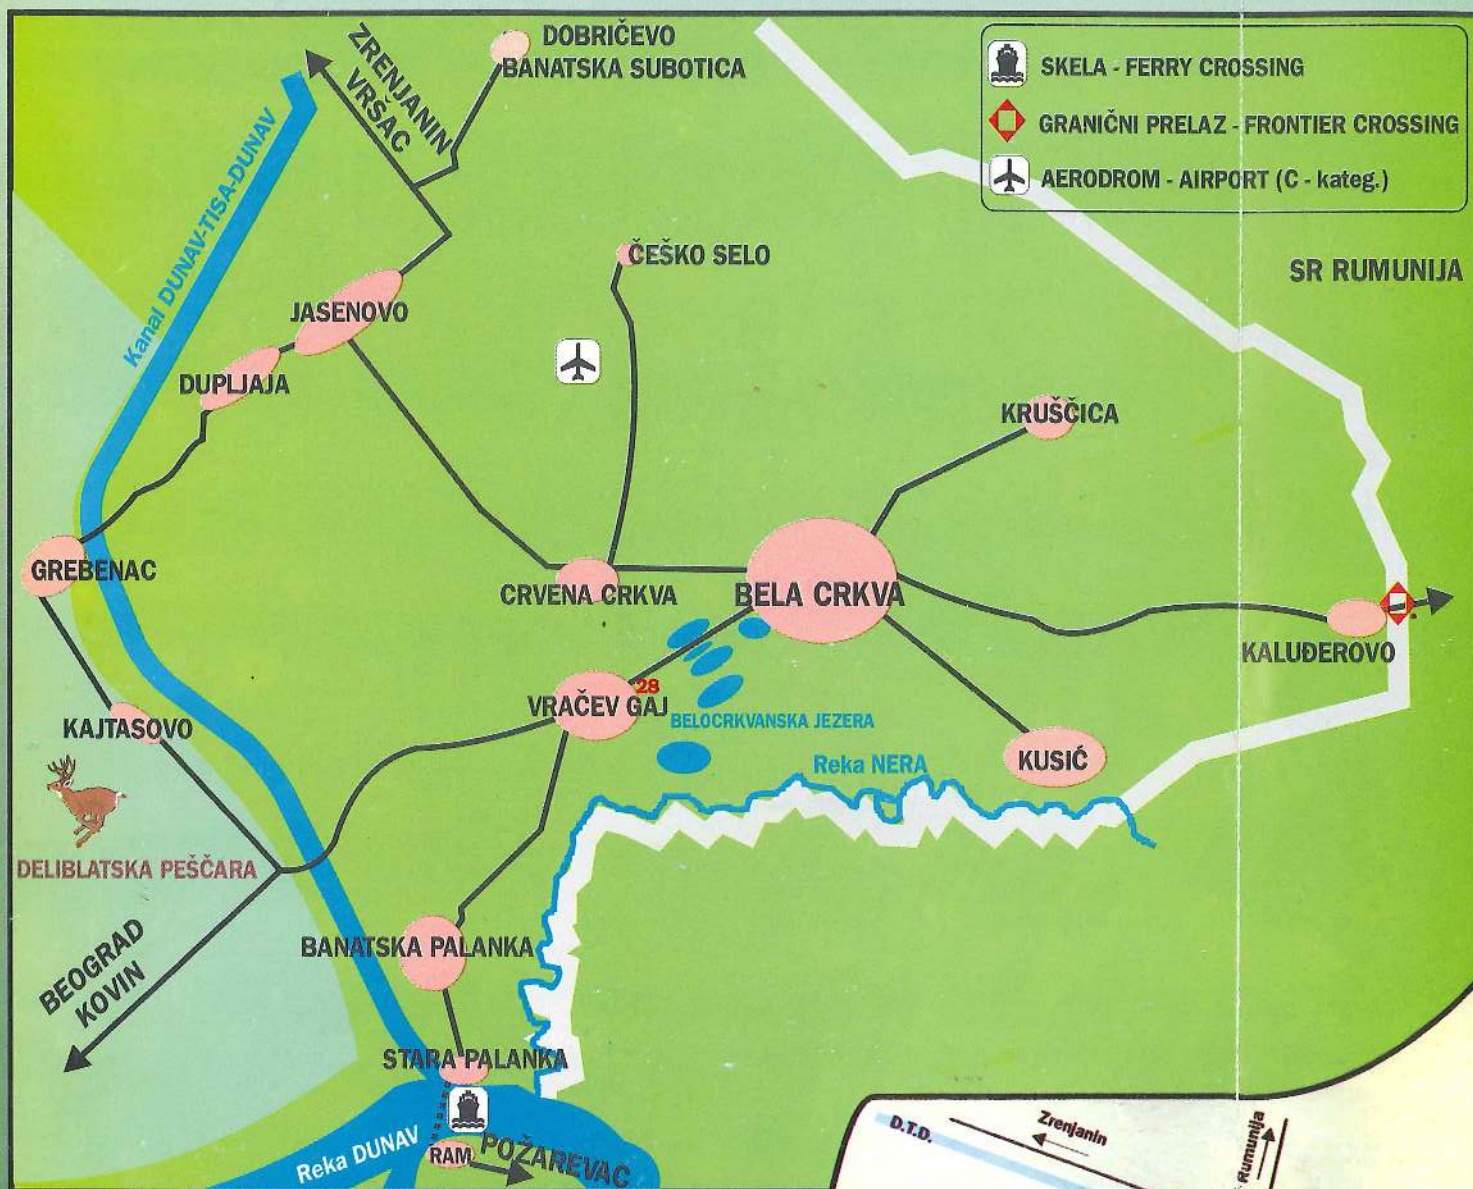 DOBRIČEVO
BANATSKA SUBOTICA
ZRENJANIN
VRŠAC
SKELA - FERRY CROSSING
GRANIČNI PRELAZ - FRONTIER CROSSING
AERODROM - AIRPORT (C - kateg.)
Kanal DUNAV-TISA-DUNAV
ČEŠKO SELO
SR RUMUNIJA
JASENOVO
DUPLJAJA
KRUŠČICA
GREBENAC
CRVENA CRKVA
BELA CRKVA
KALUĐEROVO
28
VRAČEV GAJ
BELOCRKVANSKA JEZERA
KAJTASOVO
Reka NERA
KUSIĆ
DELIBLATSKA PEŠČARA
BEOGRAD
KOVIN
BANATSKA PALANKA
STARA PALANKA
Reka DUNAV
RAM
POŽAREVAC
D.T.D.
Zrenjanin
Rumunija